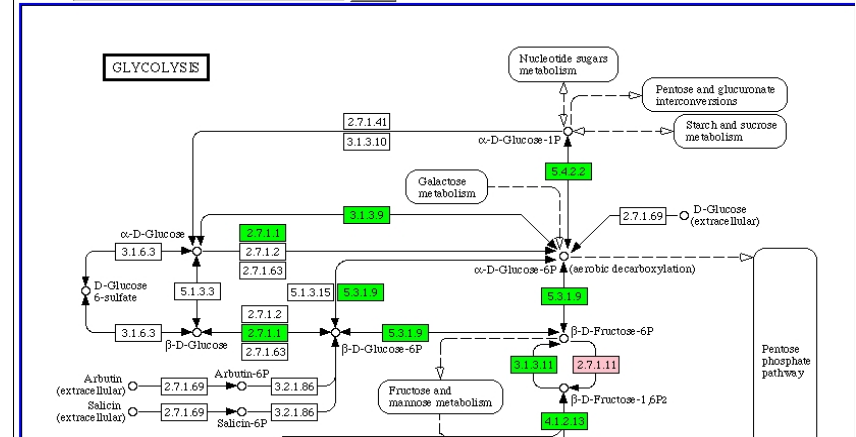 GLYCOLYSIS
Nucleotide sugars
metabolism
Pentose and glucuronate
interconversions
Starch and sucrose
metabolism
2.7.1.41
3.1.3.10
α-D-Glucose-1P
5.4.2.2
Galactose
metabolism
3.1.3.9
2.7.1.69
D-Glucose
(extracellular)
α-D-Glucose
2.7.1.1
2.7.1.2
2.7.1.63
3.1.6.3
α-D-Glucose-6P
(aerobic decarboxylation)
D-Glucose
6-sulfate
5.1.3.3
5.1.3.15
5.3.1.9
5.3.1.9
2.7.1.2
3.1.6.3
2.7.1.1
2.7.1.63
5.3.1.9
β-D-Glucose
β-D-Glucose-6P
β-D-Fructose-6P
3.1.3.11
2.7.1.11
Pentose
phosphate
pathway
Arbutin
(extracellular)
2.7.1.69
Arbutin-6P
3.2.1.86
Fructose and
mannose metabolism
β-D-Fructose-1,6P2
Salicin
(extracellular)
2.7.1.69
Salicin-6P
3.2.1.86
4.1.2.13